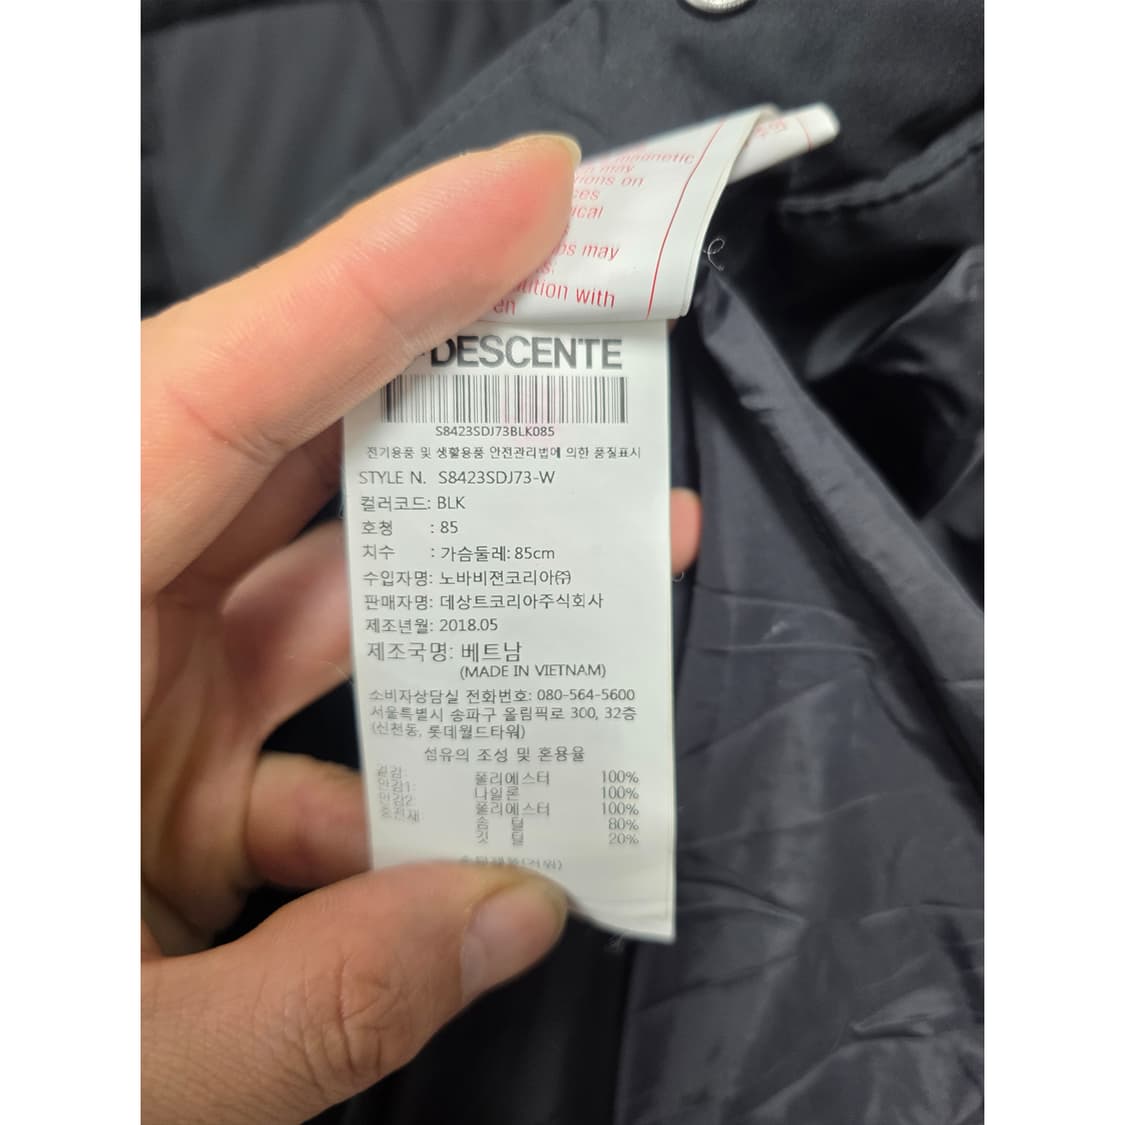 magnetic
may
ions on
ical
may
ition with
en
DESCENTE
S8423SDJ73BLK085
전기용품 및 생활용품 안전관리법에 의한 품질표시
STYLE N. S8423SDJ73-W
컬러코드: BLK
호칭 : 85
치수 : 가슴둘레: 85cm
수입자명: 노바비젼코리아㈜
판매자명: 데상트코리아주식회사
제조년월: 2018.05
제조국명: 베트남
(MADE IN VIETNAM)
소비자상담실 전화번호: 080-564-5600
서울특별시 송파구 올림픽로 300, 32층
(신천동, 롯데월드타워)
섬유의 조성 및 혼용율
겉감: 폴리에스터 100%
안감1: 나일론 100%
안감2: 폴리에스터 100%
충전재 솜털 80%
깃털 20%